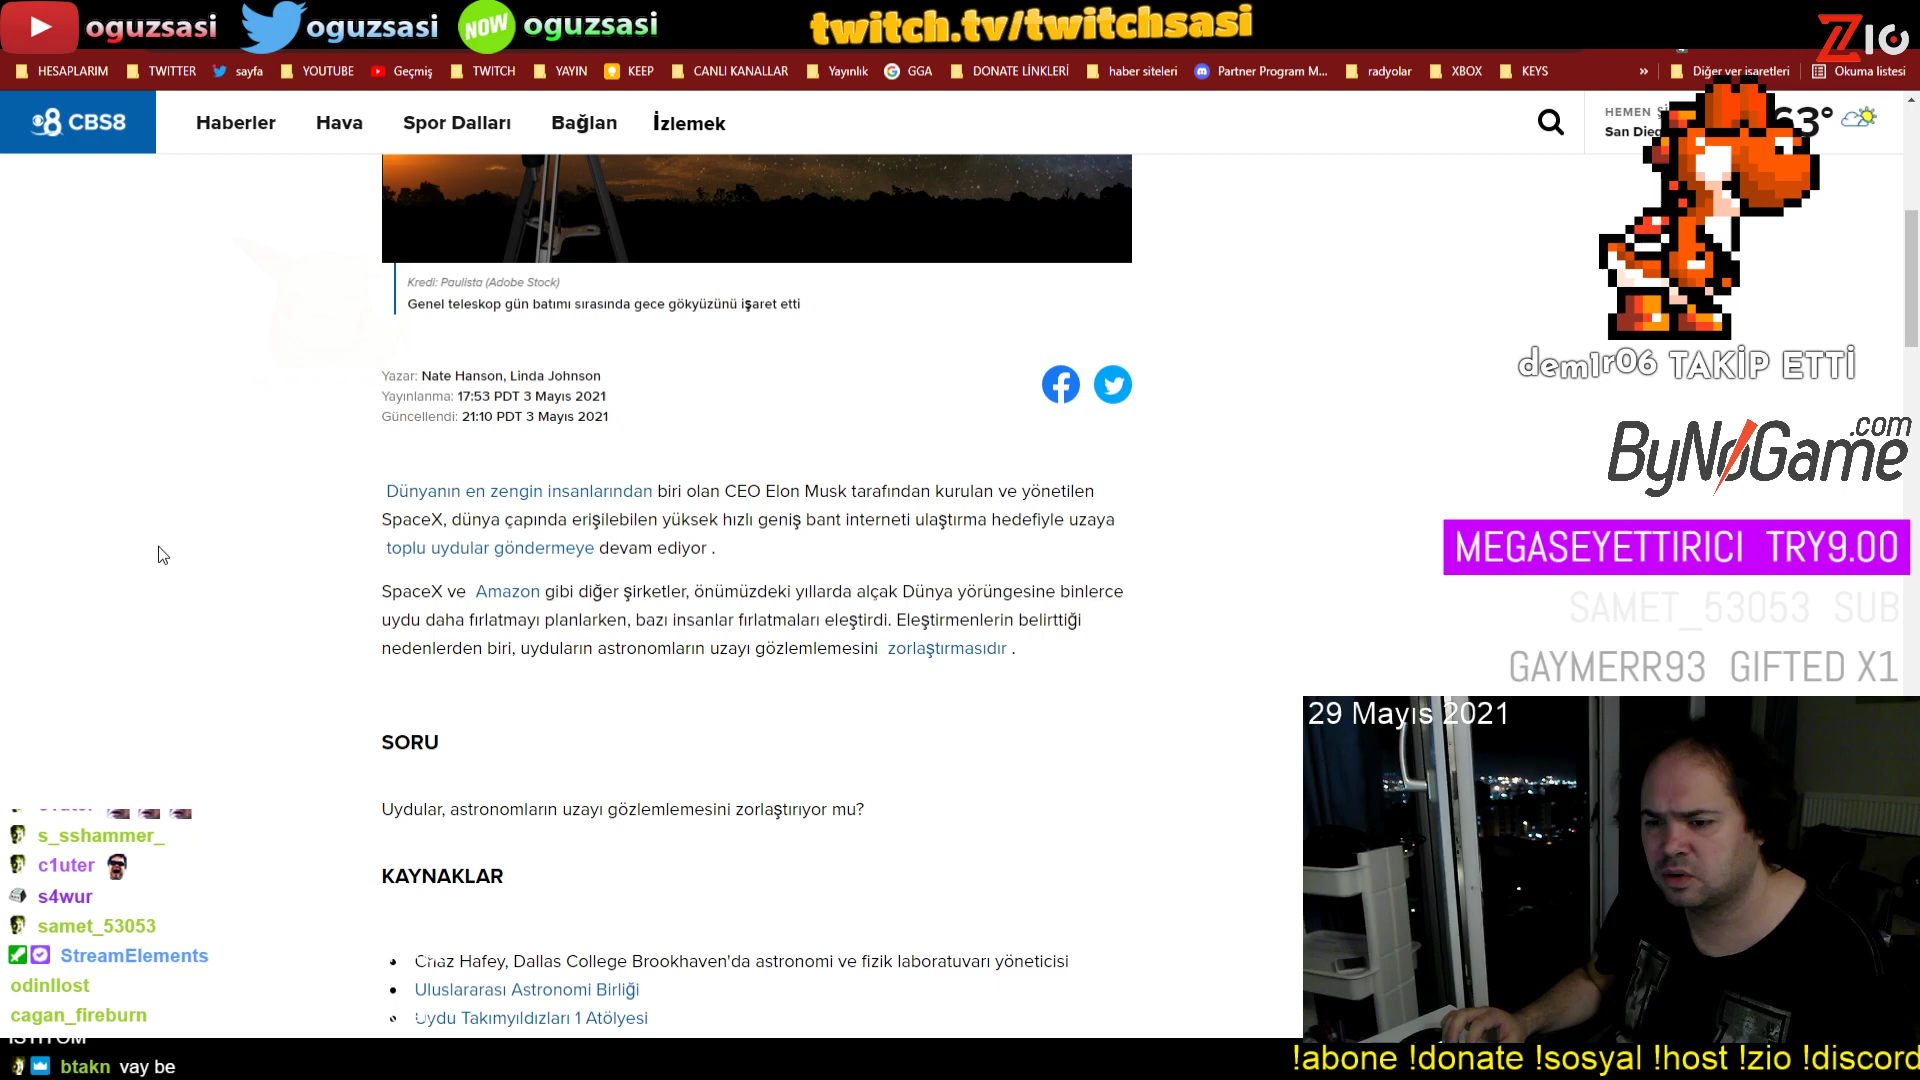 oguzsasi oguzsasi NOW oguzsasi twitch.tv/twitchsasi
ZIO
HESAPLARIM TWITTER sayfa YOUTUBE Geçmiş TWITCH YAYIN KEEP CANLI KANALLAR Yayınlık GGA DONATE LİNKLERİ haber siteleri Partner Program M... radyolar XBOX KEYS » Diğer yer işaretleri Okuma listesi
CBS8 Haberler Hava Spor Dalları Bağlan İzlemek
HEMEN
San Dieg
63°
Kredi: Paulista (Adobe Stock)
Genel teleskop gün batımı sırasında gece gökyüzünü işaret etti
dem1r06 TAKİP ETTİ
Yazar: Nate Hanson, Linda Johnson
Yayınlanma: 17:53 PDT 3 Mayıs 2021
Güncellendi: 21:10 PDT 3 Mayıs 2021
ByNoGame.com
Dünyanın en zengin insanlarından biri olan CEO Elon Musk tarafından kurulan ve yönetilen
SpaceX, dünya çapında erişilebilen yüksek hızlı geniş bant interneti ulaştırma hedefiyle uzaya
toplu uydular göndermeye devam ediyor .
MEGASEYETTIRICI TRY9.00
SAMET_53053 SUB
GAYMERR93 GIFTED X1
SpaceX ve Amazon gibi diğer şirketler, önümüzdeki yıllarda alçak Dünya yörüngesine binlerce
uydu daha fırlatmayı planlarken, bazı insanlar fırlatmaları eleştirdi. Eleştirmenlerin belirttiği
nedenlerden biri, uyduların astronomların uzayı gözlemlemesini zorlaştırmasıdır .
29 Mayıs 2021
SORU
Uydular, astronomların uzayı gözlemlemesini zorlaştırıyor mu?
KAYNAKLAR
Chaz Hafey, Dallas College Brookhaven'da astronomi ve fizik laboratuvarı yöneticisi
Uluslararası Astronomi Birliği
Uydu Takımyıldızları 1 Atölyesi
s_sshammer_
c1uter
s4wur
samet_53053
StreamElements
odinllost
cagan_fireburn
btakn vay be
!abone !donate !sosyal !host !zio !discord